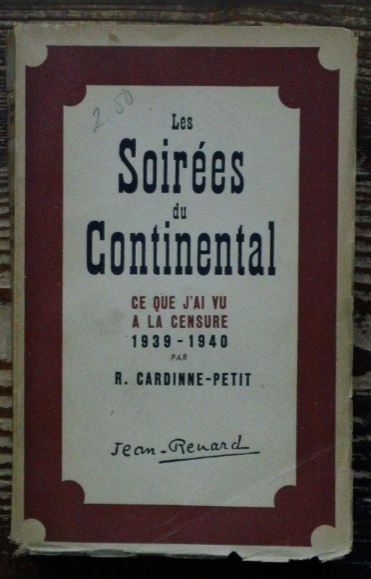 2.50
Les
Soirées
du
Continental
CE QUE J'AI VU
A LA CENSURE
1939-1940
PAR
R. CARDINNE-PETIT
Jean-Renard